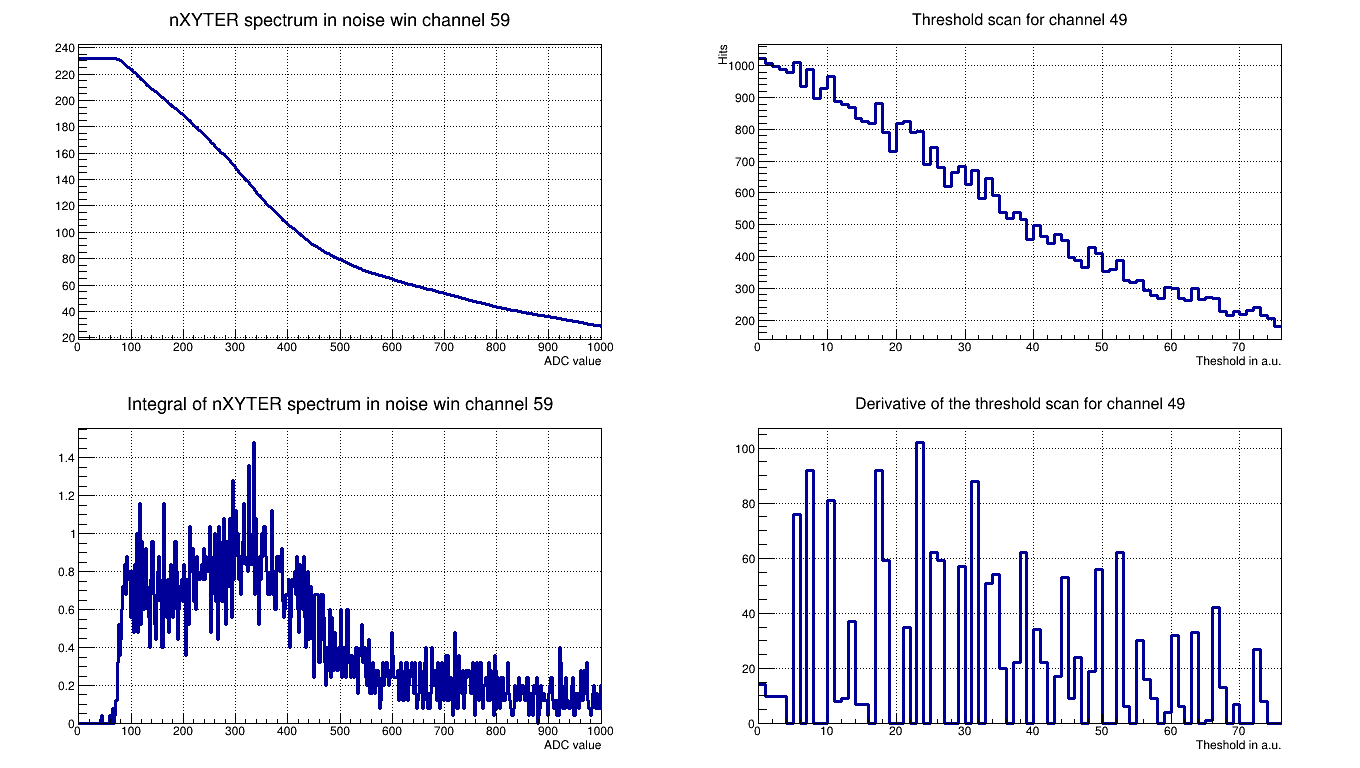 nXYTER spectrum in noise win channel 59
240
220
200
180
160
140
120
100
80
60
40
20
0 100 200 300 400 500 600 700 800 900 1000
ADC value
Threshold scan for channel 49
Hits
1000
900
800
700
600
500
400
300
200
0 10 20 30 40 50 60 70
Theshold in a.u.
Integral of nXYTER spectrum in noise win channel 59
1.4
1.2
1
0.8
0.6
0.4
0.2
0
0 100 200 300 400 500 600 700 800 900 1000
ADC value
Derivative of the threshold scan for channel 49
100
80
60
40
20
0
0 10 20 30 40 50 60 70
Theshold in a.u.